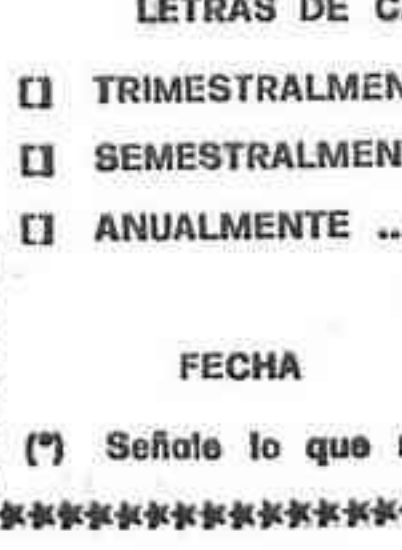 LETRAS DE
[] TRIMESTRALMEN
[] SEMESTRALMEN
[] ANUALMENTE ..
FECHA
(*) Señale lo que
*************